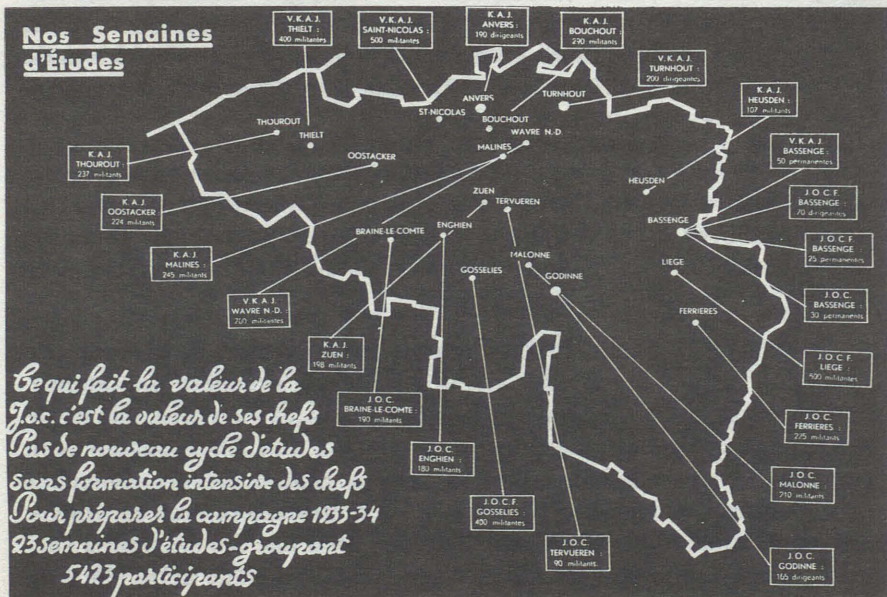 Nos Semaines
d'Études
V.K.A.J.
THIELT :
400 militantes
V.K.A.J.
SAINT-NICOLAS :
500 militantes
K.A.J.
ANVERS :
190 dirigeants
K.A.J.
BOUCHOUT :
290 militants
V.K.A.J.
TURNHOUT :
200 dirigeantes
K.A.J.
HEUSDEN :
107 militants
V.K.A.J.
BASSENGE :
50 permanentes
J.O.C.F.
BASSENGE :
70 dirigeantes
J.O.C.F.
BASSENGE :
25 permanentes
J.O.C.
BASSENGE :
30 permanents
J.O.C.F.
LIEGE :
500 militantes
J.O.C.
FERRIERES :
225 militants
J.O.C.
MALONNE :
210 militants
J.O.C.
GODINNE :
165 dirigeants
K.A.J.
THOUROUT :
237 militants
K.A.J.
OOSTACKER :
224 militants
K.A.J.
MALINES :
245 militants
V.K.A.J.
WAVRE N.-D. :
700 militantes
K.A.J.
ZUEN :
198 militants
J.O.C.
BRAINE-LE-COMTE :
190 militants
J.O.C.
ENGHIEN :
180 militants
J.O.C.F.
GOSSELIES :
400 militantes
J.O.C.
TERVUEREN :
90 militants
THOUROUT
THIELT
OOSTACKER
ST-NICOLAS
ANVERS
BOUCHOUT
TURNHOUT
WAVRE N.-D.
MALINES
HEUSDEN
ZUEN
TERVUEREN
BASSENGE
BRAINE-LE-COMTE
ENGHIEN
GOSSELIES
MALONNE
GODINNE
LIEGE
FERRIERES
Ce qui fait la valeur de la
J.o.c. c'est la valeur de ses chefs
Pas de nouveau cycle d'études
sans formation intensive des chefs
Pour préparer la campagne 1933-34
23 semaines d'études-groupant
5423 participants